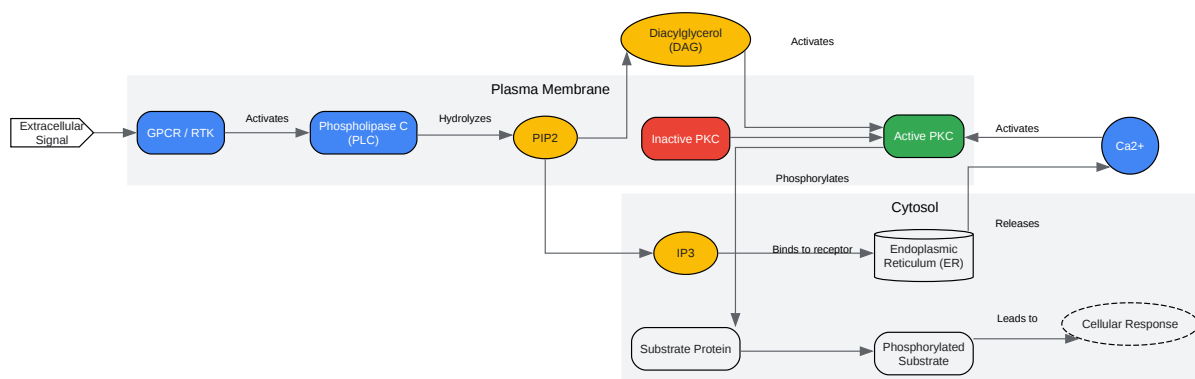 Diacylglycerol
(DAG)
Activates
Plasma Membrane
Extracellular
Signal
GPCR / RTK
Activates
Phospholipase C
(PLC)
Hydrolyzes
PIP2
Inactive PKC
Active PKC
Activates
Ca2+
Phosphorylates
Cytosol
IP3
Binds to receptor
Endoplasmic
Reticulum (ER)
Releases
Substrate Protein
Phosphorylated
Substrate
Leads to
Cellular Response